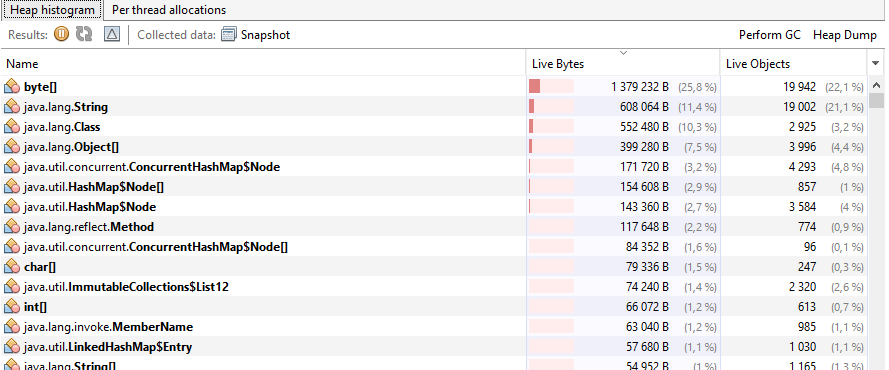 Heap histogram Per thread allocations
Results: Collected data: Snapshot Perform GC Heap Dump
Name Live Bytes Live Objects
byte[] 1 379 232 B (25,8 %) 19 942 (22,1 %)
java.lang.String 608 064 B (11,4 %) 19 002 (21,1 %)
java.lang.Class 552 480 B (10,3 %) 2 925 (3,2 %)
java.lang.Object[] 399 280 B (7,5 %) 3 996 (4,4 %)
java.util.concurrent.ConcurrentHashMap$Node 171 720 B (3,2 %) 4 293 (4,8 %)
java.util.HashMap$Node[] 154 608 B (2,9 %) 857 (1 %)
java.util.HashMap$Node 143 360 B (2,7 %) 3 584 (4 %)
java.lang.reflect.Method 117 648 B (2,2 %) 774 (0,9 %)
java.util.concurrent.ConcurrentHashMap$Node[] 84 352 B (1,6 %) 96 (0,1 %)
char[] 79 336 B (1,5 %) 247 (0,3 %)
java.util.ImmutableCollections$List12 74 240 B (1,4 %) 2 320 (2,6 %)
int[] 66 072 B (1,2 %) 613 (0,7 %)
java.lang.invoke.MemberName 63 040 B (1,2 %) 985 (1,1 %)
java.util.LinkedHashMap$Entry 57 680 B (1,1 %) 1 030 (1,1 %)
java.lang.String[] 54 952 B (1 %) 1 165 (1,3 %)